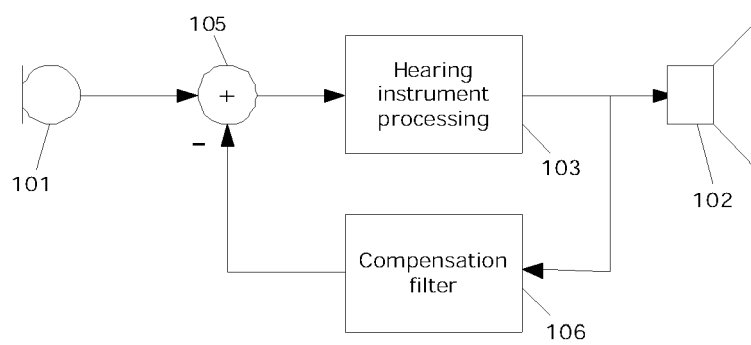 105
+
Hearing
instrument
processing
–
101
103
102
Compensation
filter
106